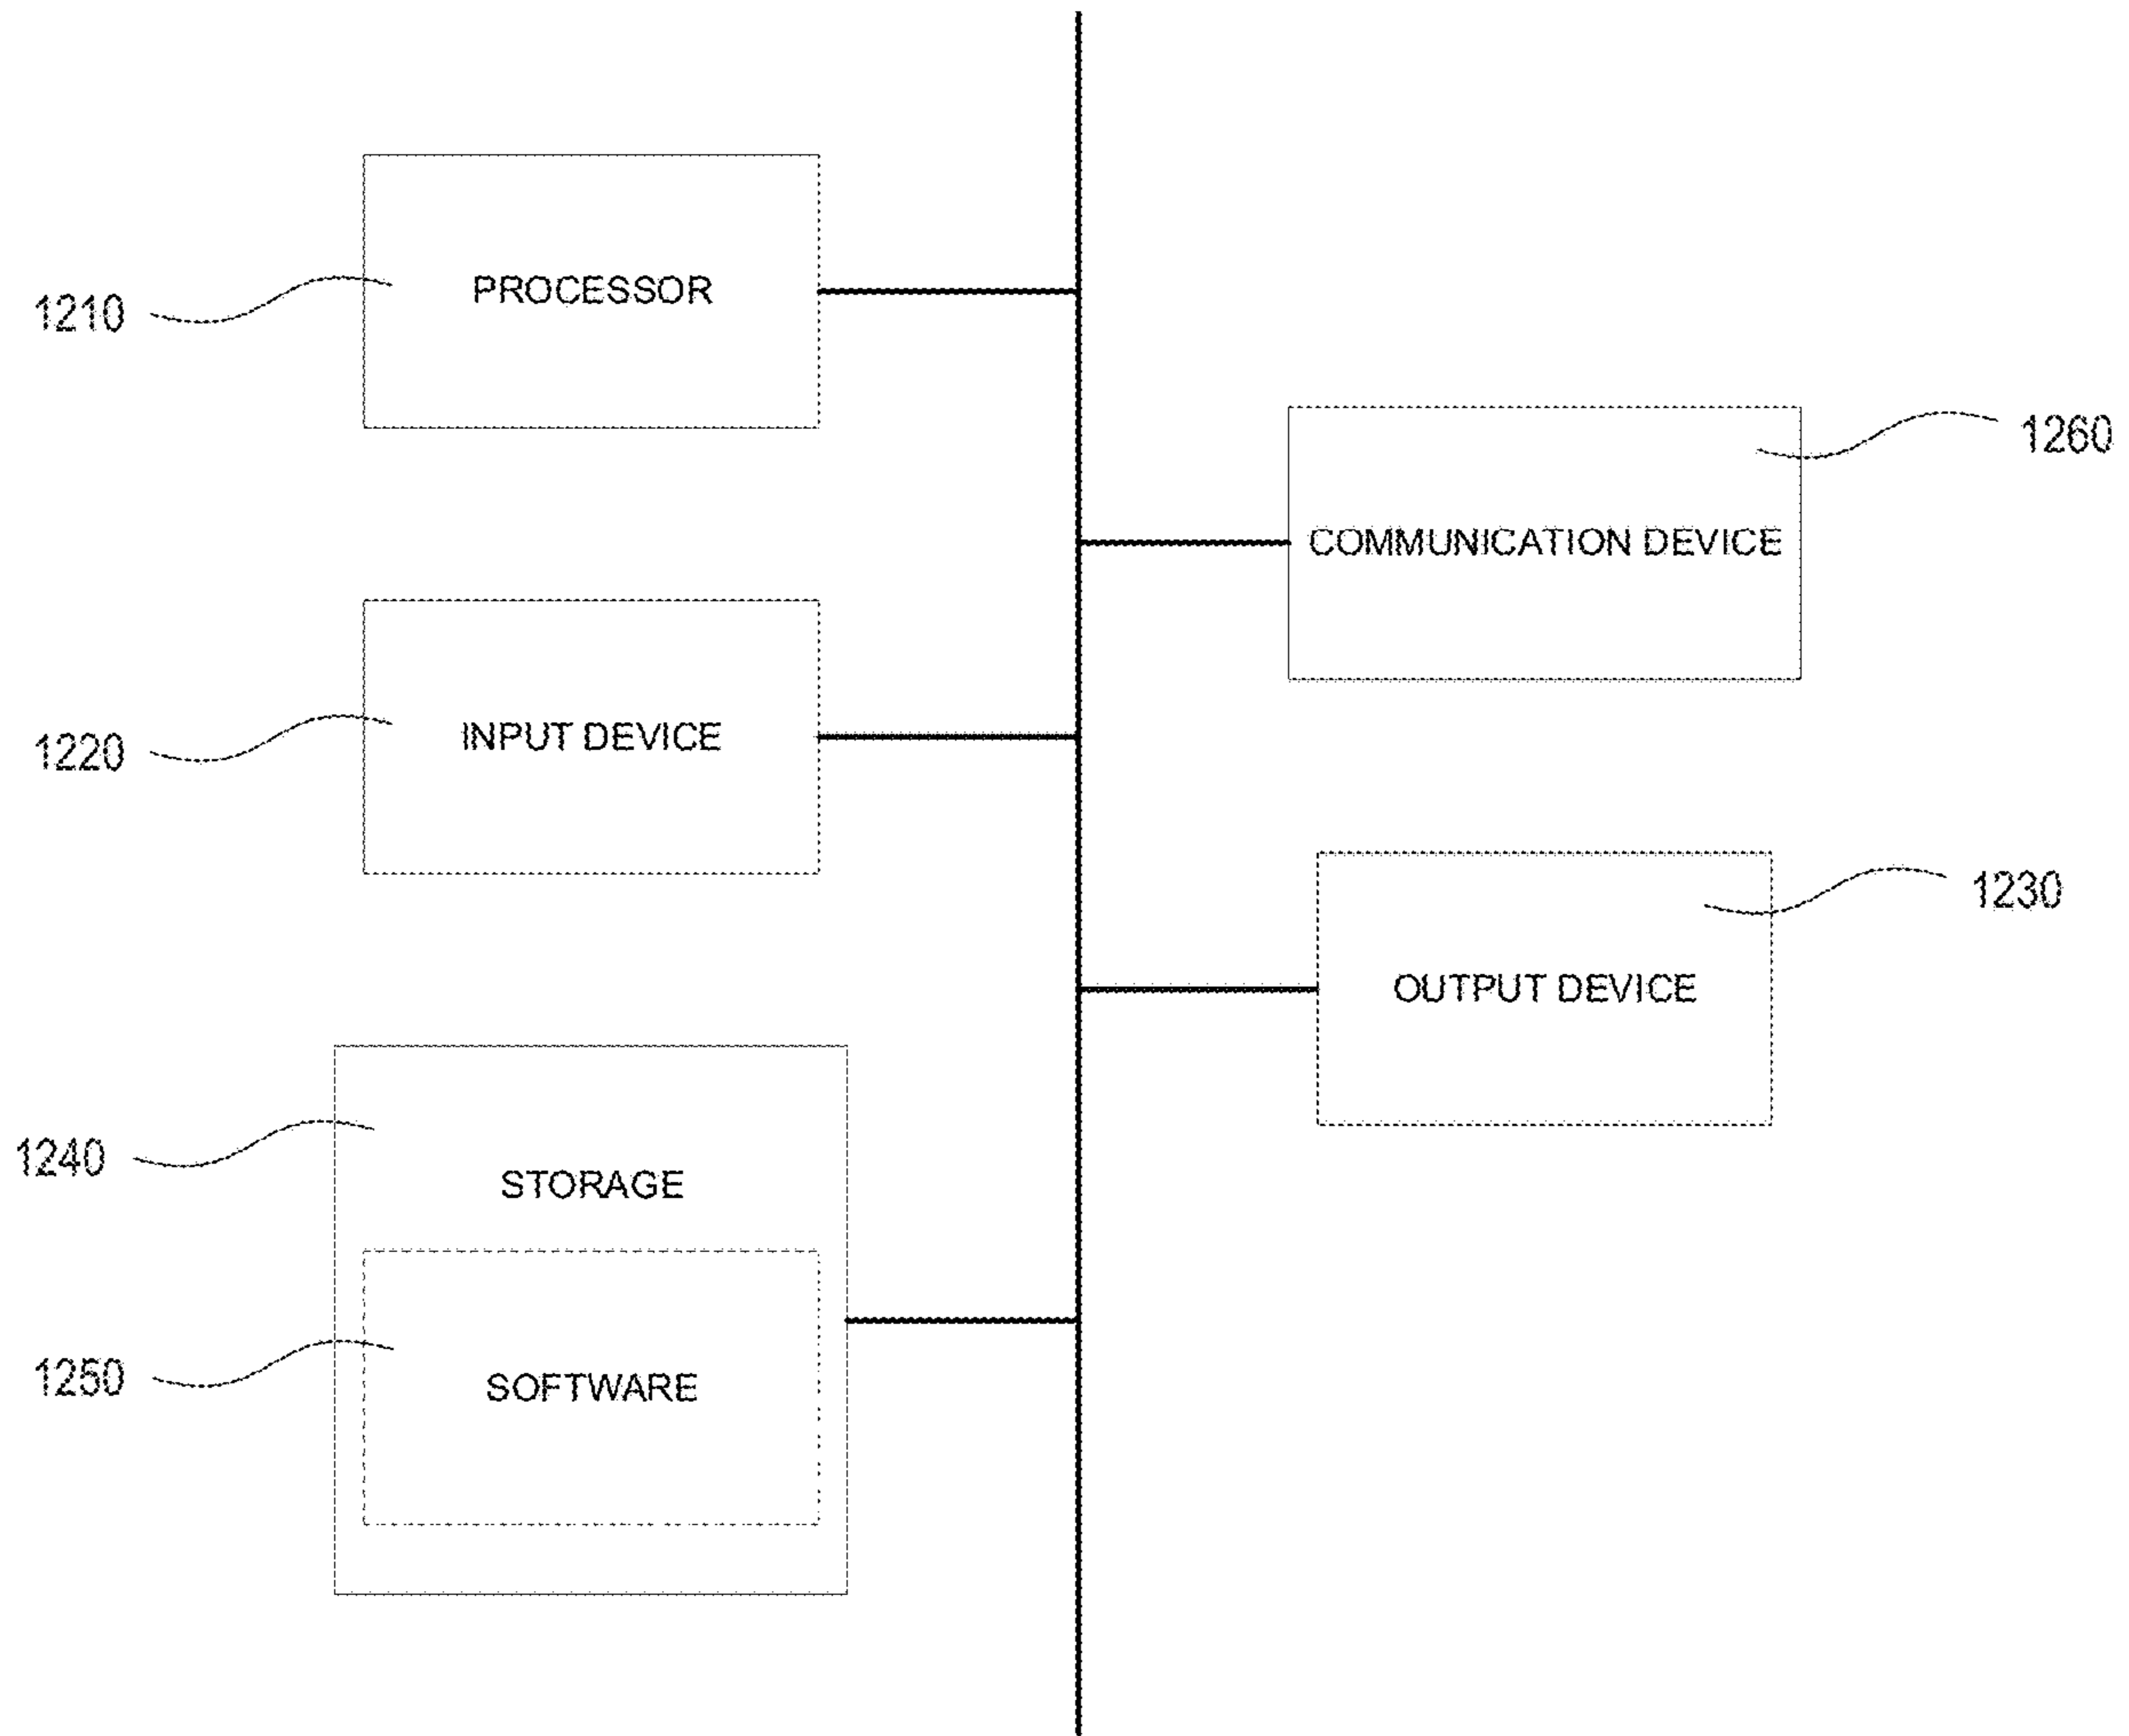 PROCESSOR
1210
1260
COMMUNICATION DEVICE
INPUT DEVICE
1220
1230
OUTPUT DEVICE
1240
STORAGE
1250
SOFTWARE